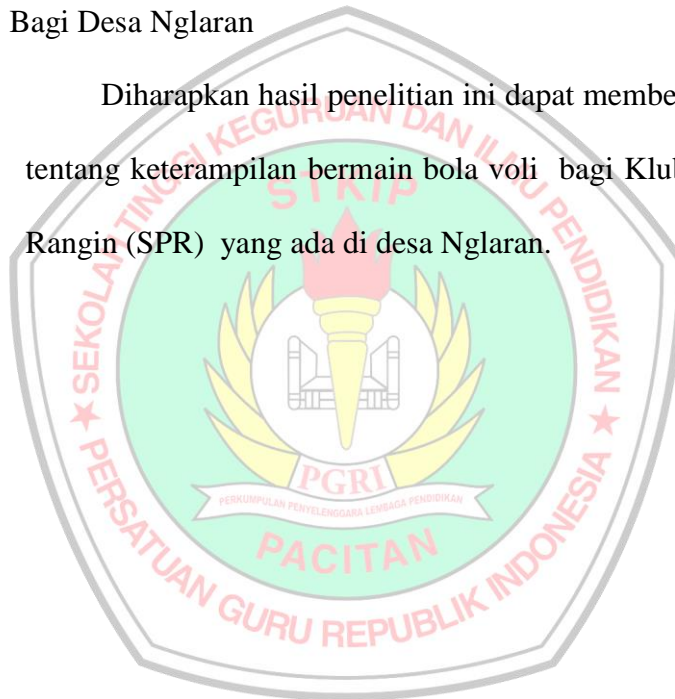 Bagi Desa Nglaran
Diharapkan hasil penelitian ini dapat membe
tentang keterampilan bermain bola voli bagi Klub
Rangin (SPR) yang ada di desa Nglaran.
SEKOLAH TINGGI KEGURUAN DAN ILMU PENDIDIKAN
STKIP
PGRI
PERKUMPULAN PENYELENGGARA LEMBAGA PENDIDIKAN
PACITAN
PERSATUAN GURU REPUBLIK INDONESIA